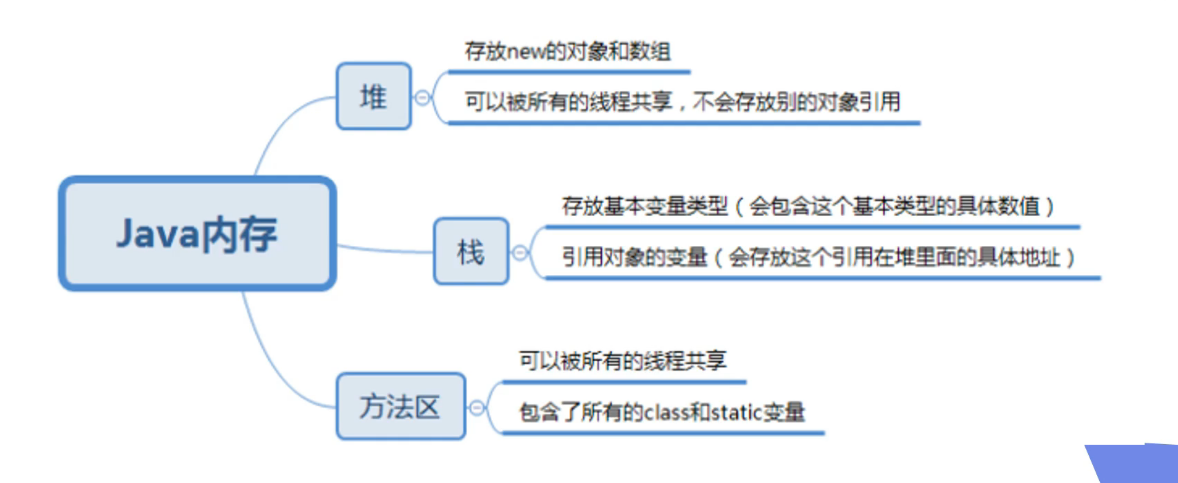 存放new的对象和数组
堆
可以被所有的线程共享，不会存放别的对象引用
Java内存
存放基本变量类型（会包含这个基本类型的具体数值）
栈
引用对象的变量（会存放这个引用在堆里面的具体地址）
可以被所有的线程共享
方法区
包含了所有的class和static变量